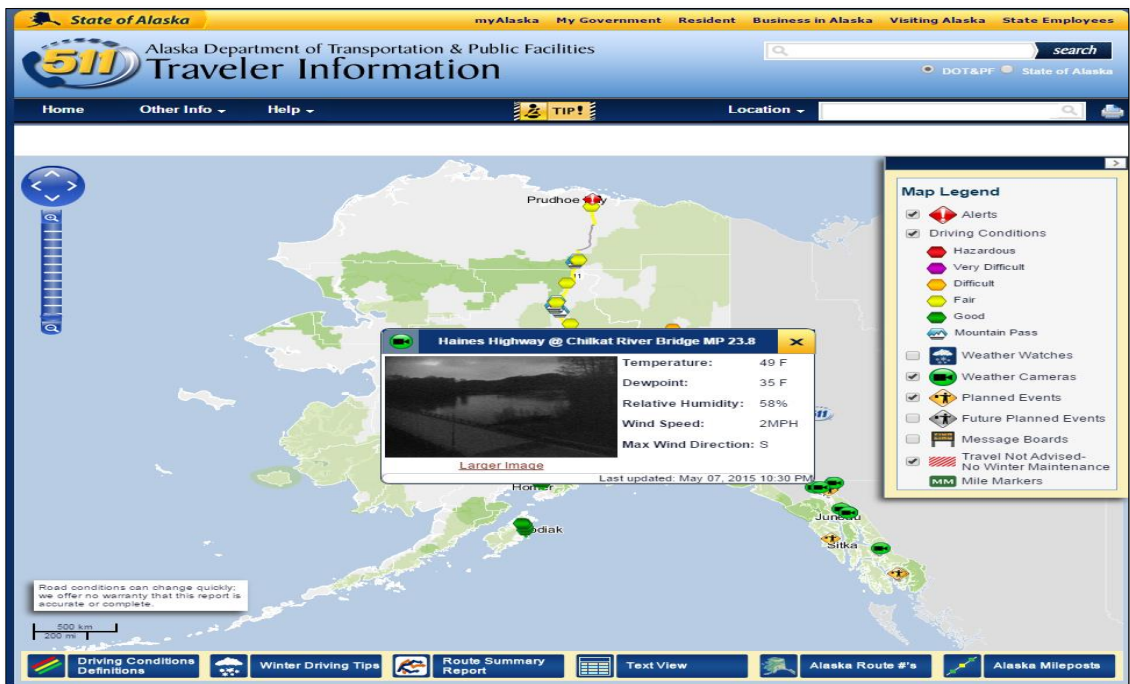 State of Alaska
myAlaska My Government Resident Business in Alaska Visiting Alaska State Employees
511
Alaska Department of Transportation & Public Facilities
Traveler Information
search
DOT&PF State of Alaska
Home Other Info Help TIP! Location
Prudhoe
11
Haines Highway @ Chilkat River Bridge MP 23.8
Temperature: 49 F
Dewpoint: 35 F
Relative Humidity: 58%
Wind Speed: 2MPH
Max Wind Direction: S
Larger Image
Last updated: May 07, 2015 10:30 PM
Map Legend
Alerts
Driving Conditions
Hazardous
Very Difficult
Difficult
Fair
Good
Mountain Pass
Weather Watches
Weather Cameras
Planned Events
Future Planned Events
Message Boards
Travel Not Advised-
No Winter Maintenance
MM Mile Markers
511
Homer
Kodiak
Juneau
Sitka
Road conditions can change quickly;
we offer no warranty that this report is
accurate or complete.
500 km
200 mi
Driving Conditions
Definitions
Winter Driving Tips
Route Summary
Report
Text View
Alaska Route #'s
Alaska Mileposts